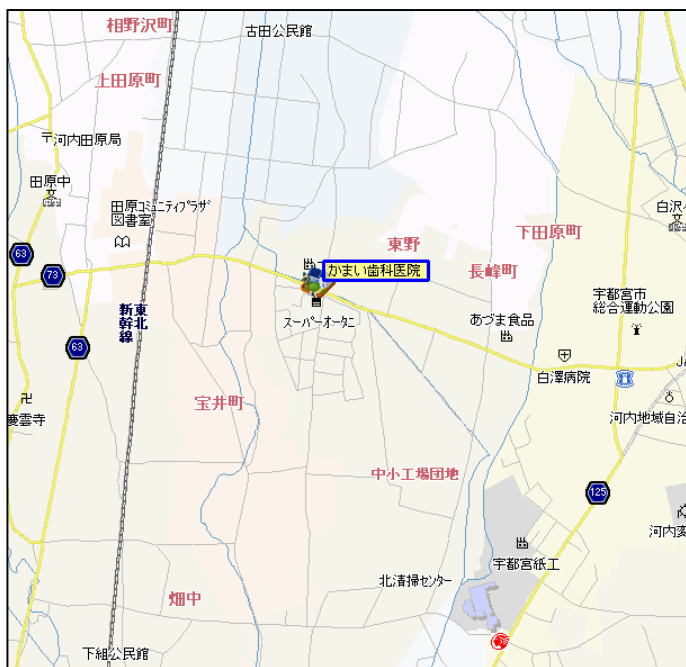 相野沢町
古田公民館
上田原町
河内田原局
田原中
田原コミュニティプラザ
図書室
白沢小
東野
下田原町
63
73
かまい歯科医院
長峰町
宇都宮市
総合運動公園
東北
新幹線
スーパーオータニ
あづま食品
63
白澤病院
JA
宝井町
慶雲寺
河内地域自治
中小工場団地
125
河内変
宇都宮紙工
北清掃センター
畑中
下組公民館